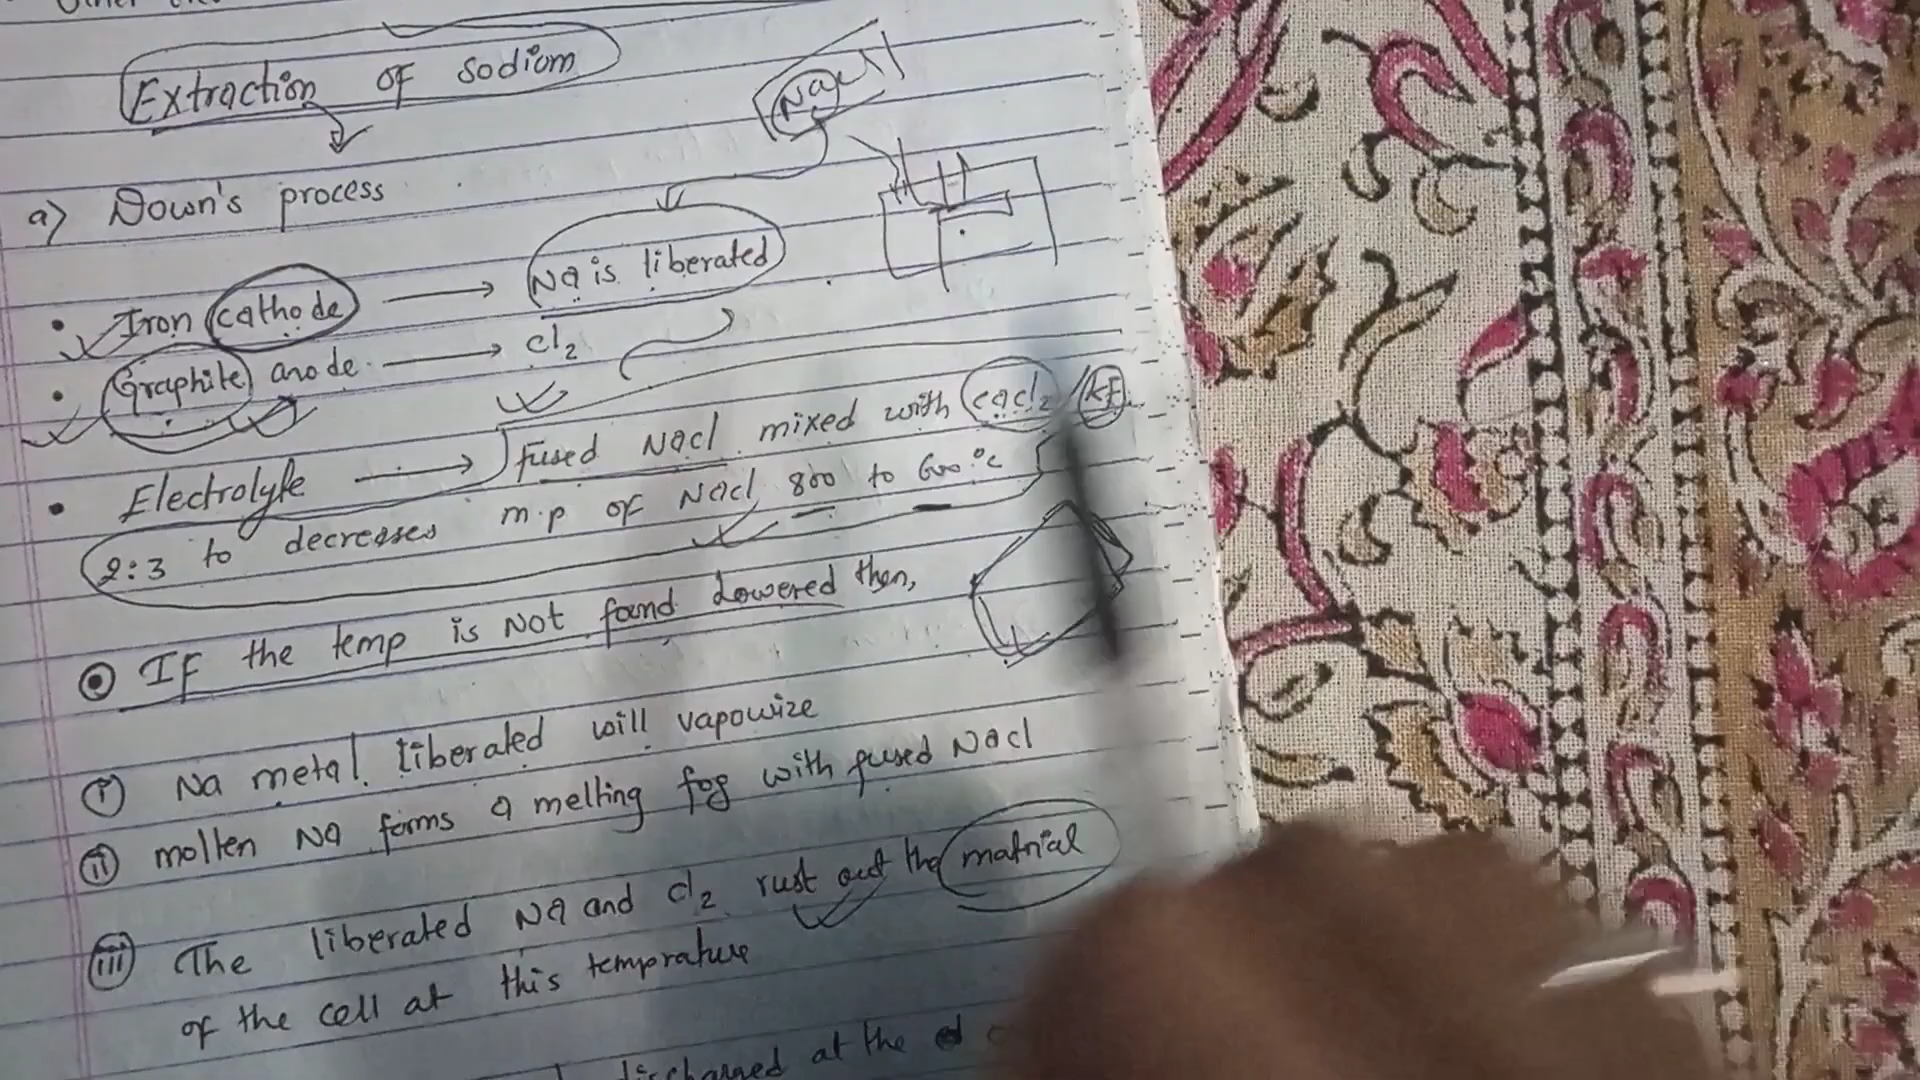 Extraction of sodium
Nacl
a) Down's process
• Iron cathode → Na is liberated
• Graphite anode → cl2
• Electrolyte → fused Nacl mixed with cacl2 / KF
2:3 to decreases m.p of Nacl 800 to 600°c
IF the temp is Not found Lowered then,
(i) Na metal liberated will vapowize
(ii) molten Na forms a melting fog with fused Nacl
(iii) The liberated Na and cl2 rust out the matrial
of the cell at this temprature
discharged at the